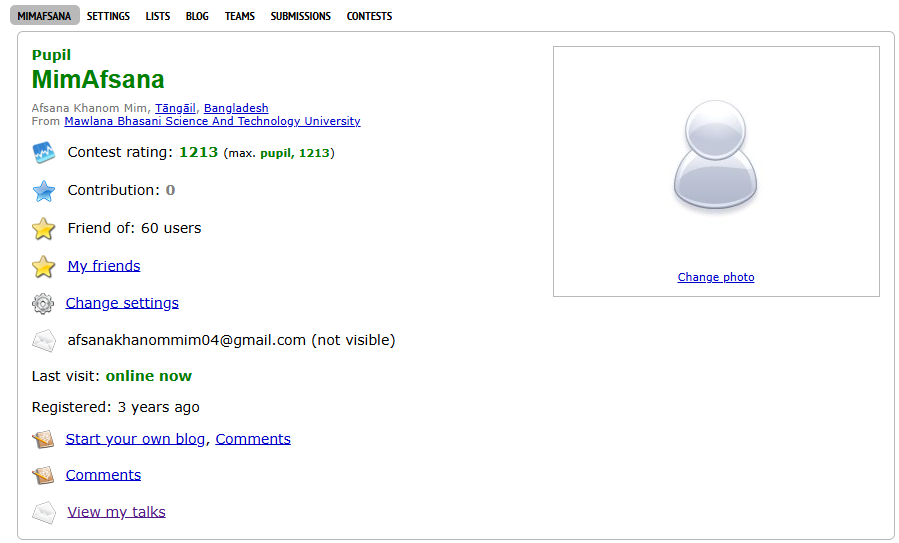 MIMAFSANA SETTINGS LISTS BLOG TEAMS SUBMISSIONS CONTESTS
Pupil
MimAfsana
Afsana Khanom Mim, Tāngāil, Bangladesh
From Mawlana Bhasani Science And Technology University
Contest rating: 1213 (max. pupil, 1213)
Contribution: 0
Friend of: 60 users
My friends
Change settings
afsanakhanommim04@gmail.com (not visible)
Last visit: online now
Registered: 3 years ago
Start your own blog, Comments
Comments
View my talks
Change photo